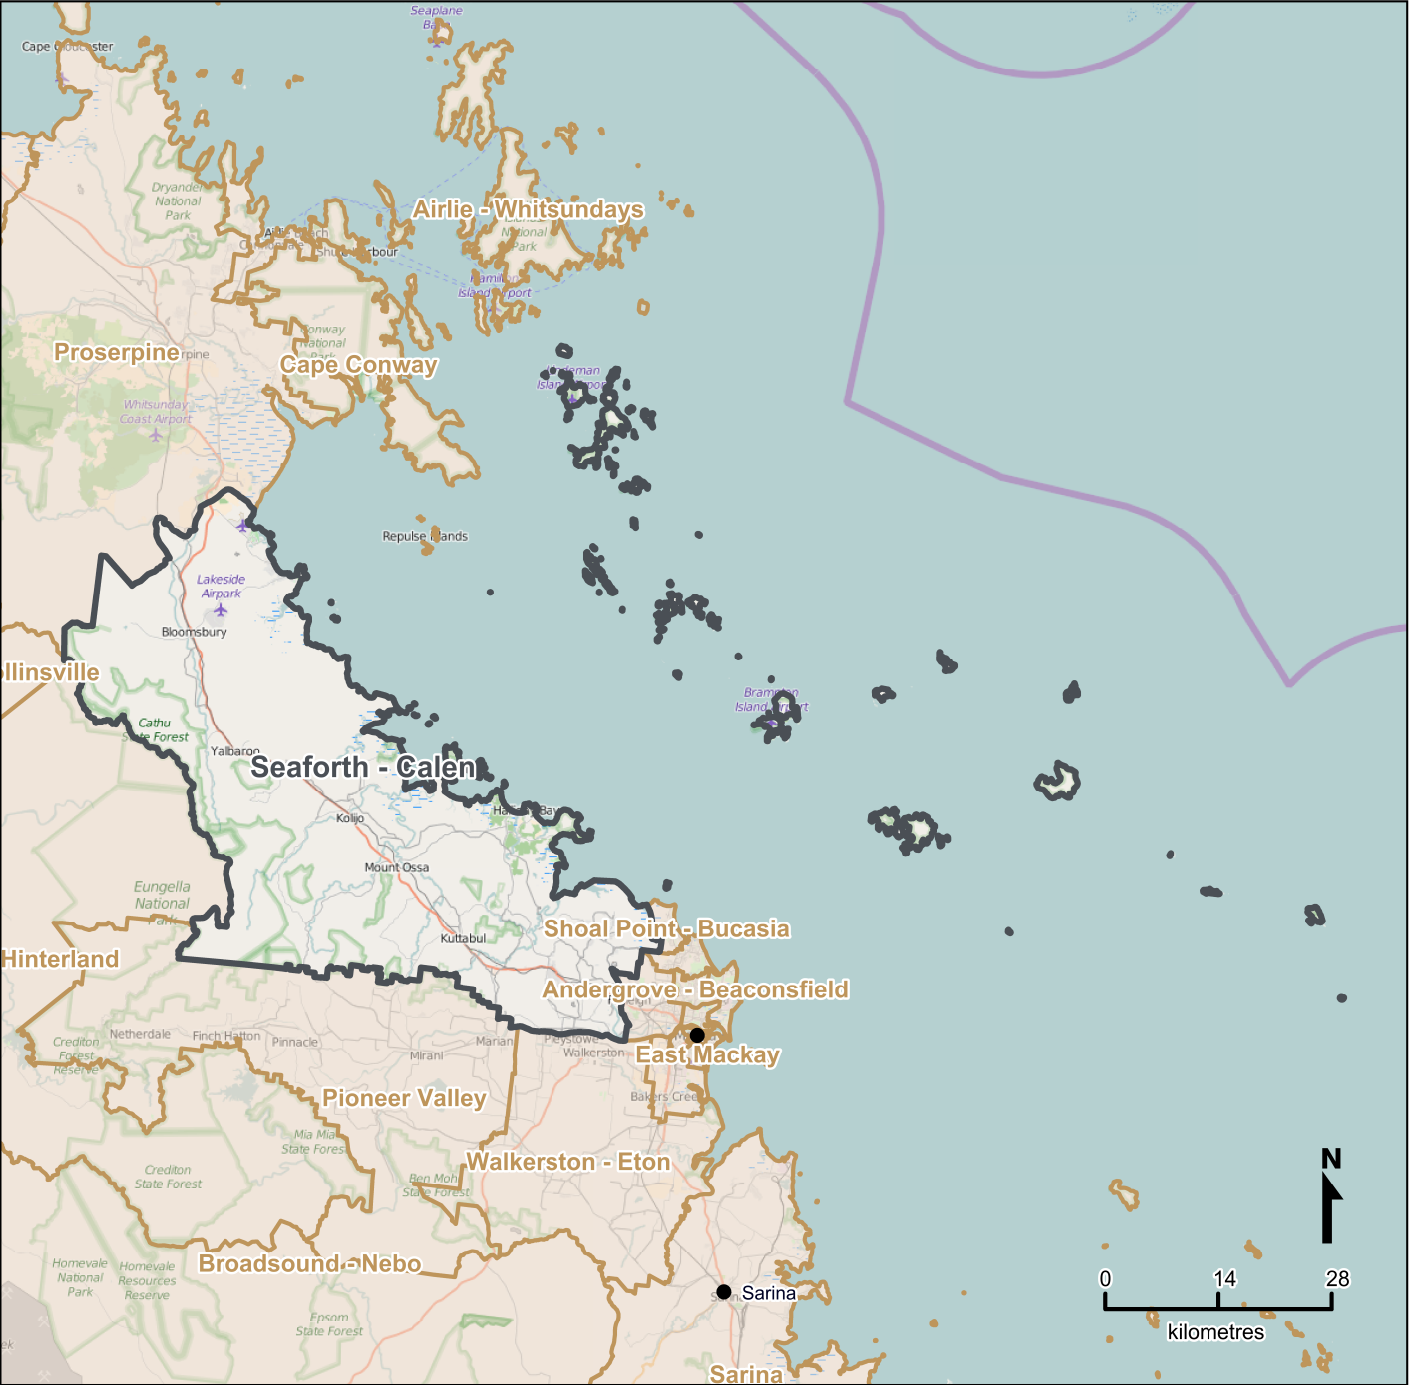 Seaplane
Cape Gloucester
Dryander
National
Park
Airlie - Whitsundays
National
Park
Shute Harbour
Hamilton
Island Airport
Conway
National
Park
Proserpine
Cape Conway
Whitsunday
Coast Airport
Lindeman
Island Airport
Repulse Islands
Lakeside
Airpark
Bloomsbury
ollinsville
Brampton
Island Airport
Cathu
State Forest
Yalbaroo
Seaforth - Calen
Kolijo
Mount Ossa
Eungella
National
Park
Kuttabul
Shoal Point - Bucasia
Hinterland
Andergrove - Beaconsfield
Netherdale
Finch Hatton
Pinnacle
Mirani
Marian
Pleystowe
Walkerston
Crediton
Forest
Reserve
East Mackay
Pioneer Valley
Bakers Creek
Mia Mia
State Forest
Walkerston - Eton
Crediton
State Forest
Ben Mohr
State Forest
Broadsound - Nebo
Homevale
National
Park
Homevale
Resources
Reserve
Epsom
State Forest
Sarina
Sarina
N
0 14 28
kilometres